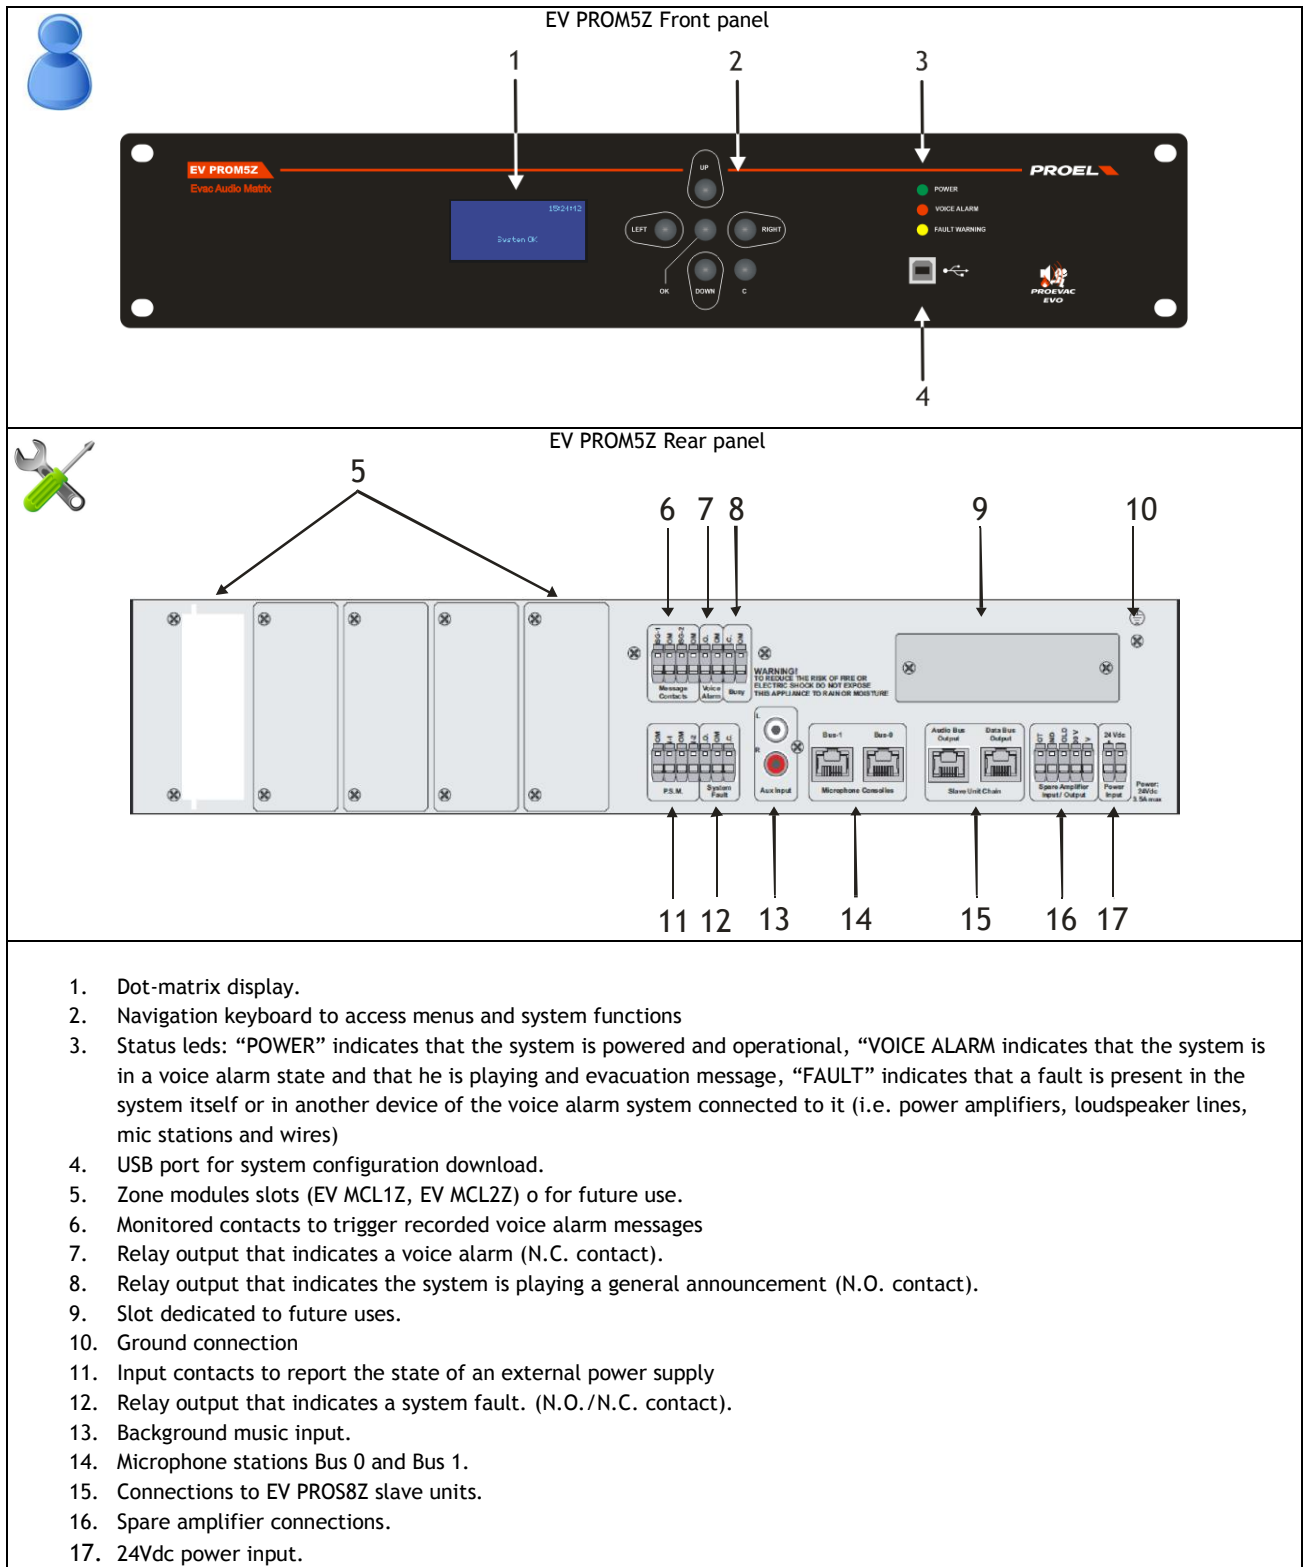 EV PROM5Z Front panel
1
2
3
EV PROM5Z
Evac Audio Matrix
UP
PROEL
15:24:12
System OK
LEFT
RIGHT
OK
DOWN
C
POWER
VOICE ALARM
FAULT WARNING
PROEVAC
EVO
4
EV PROM5Z Rear panel
5
6 7 8
9
10
Message
Contacts
Voice
Alarm
Busy
WARNING!
TO REDUCE THE RISK OF FIRE OR
ELECTRIC SHOCK DO NOT EXPOSE
THIS APPLIANCE TO RAIN OR MOISTURE
P.S.M.
System
Fault
L
R
Aux Input
Bus-1
Bus-0
Microphone Consolles
Audio Bus
Output
Data Bus
Output
Slave Unit Chain
Spare Amplifier
Input / Output
24 Vdc
Power
Input
Power:
24Vdc
3.5A max
11 12 13 14 15 16 17
1. Dot-matrix display.
2. Navigation keyboard to access menus and system functions
3. Status leds: “POWER” indicates that the system is powered and operational, “VOICE ALARM indicates that the system is
in a voice alarm state and that he is playing and evacuation message, “FAULT” indicates that a fault is present in the
system itself or in another device of the voice alarm system connected to it (i.e. power amplifiers, loudspeaker lines,
mic stations and wires)
4. USB port for system configuration download.
5. Zone modules slots (EV MCL1Z, EV MCL2Z) o for future use.
6. Monitored contacts to trigger recorded voice alarm messages
7. Relay output that indicates a voice alarm (N.C. contact).
8. Relay output that indicates the system is playing a general announcement (N.O. contact).
9. Slot dedicated to future uses.
10. Ground connection
11. Input contacts to report the state of an external power supply
12. Relay output that indicates a system fault. (N.O./N.C. contact).
13. Background music input.
14. Microphone stations Bus 0 and Bus 1.
15. Connections to EV PROS8Z slave units.
16. Spare amplifier connections.
17. 24Vdc power input.